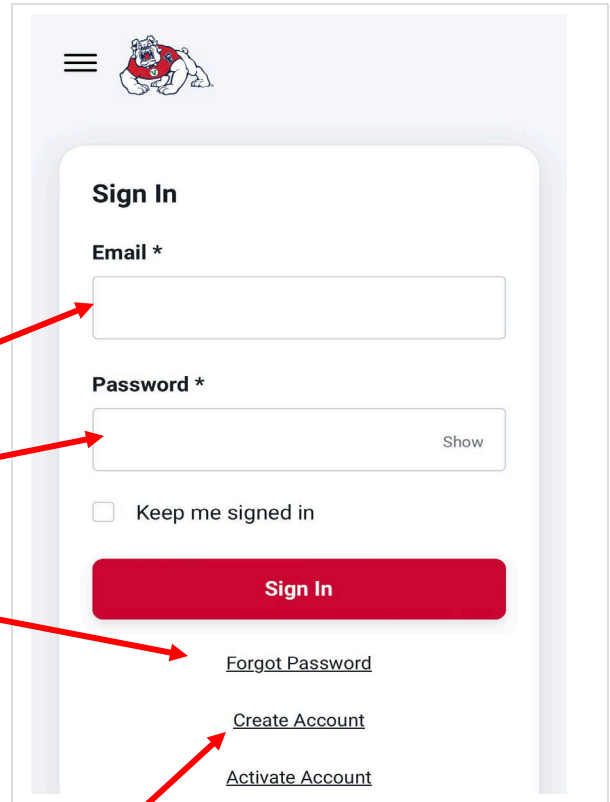 Sign In
Email *
Password *
Show
Keep me signed in
Sign In
Forgot Password
Create Account
Activate Account